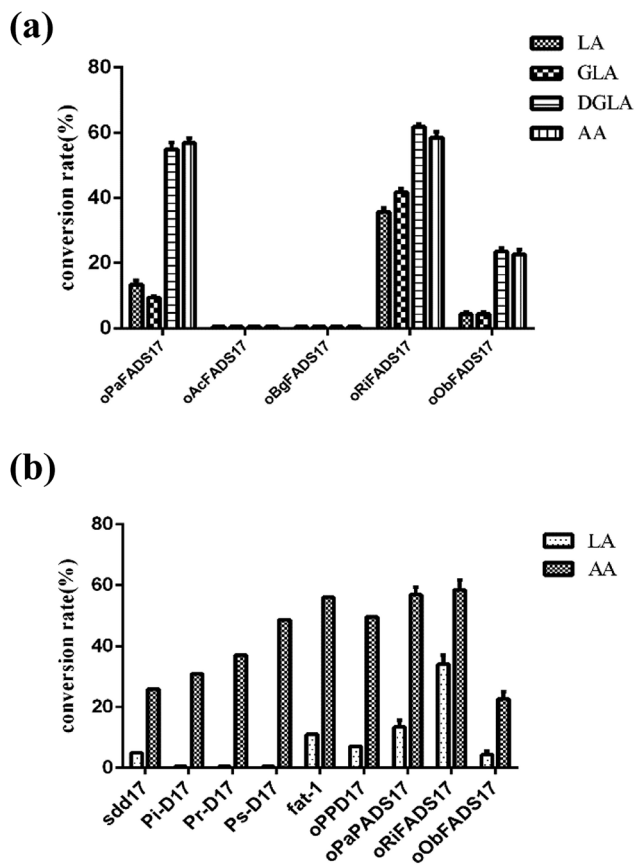 (a)
LA
GLA
DGLA
AA
conversion rate(%)
80
60
40
20
0
oPaFADS17
oAcFADS17
oBgFADS17
oRiFADS17
oObFADS17
(b)
LA
AA
conversion rate(%)
80
60
40
20
0
sdd17
Pi-D17
Pr-D17
Ps-D17
fat-1
oPPD17
oPaPADS17
oRiFADS17
oObFADS17